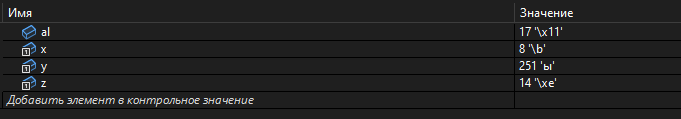 Имя Значение
al 17 '\x11'
x 8 '\b'
y 251 'ы'
z 14 '\xe'
Добавить элемент в контрольное значение